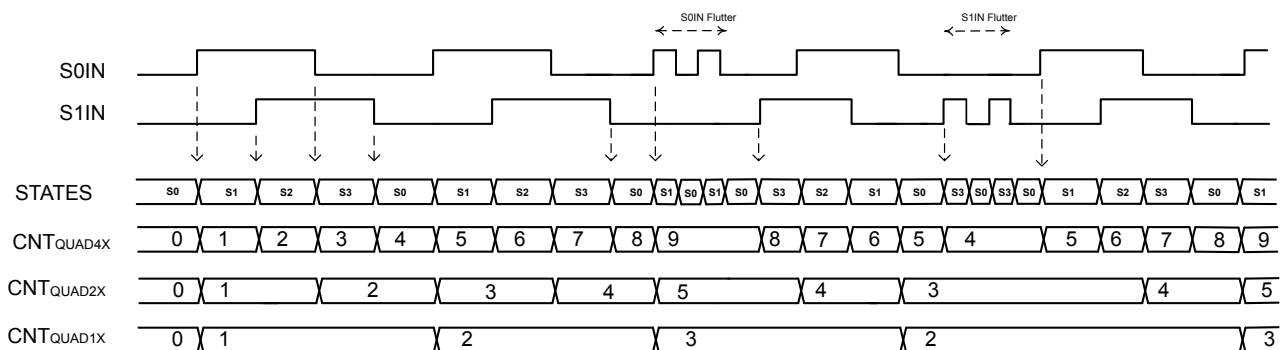 S0IN Flutter S1IN Flutter
S0IN
S1IN
STATES S0 S1 S2 S3 S0 S1 S2 S3 S0 S1 S0 S1 S0 S3 S2 S1 S0 S3 S0 S3 S0 S1 S2 S3 S0 S1
CNTQUAD4X 0 1 2 3 4 5 6 7 8 9 8 7 6 5 4 5 6 7 8 9
CNTQUAD2X 0 1 2 3 4 5 4 3 4 5
CNTQUAD1X 0 1 2 3 2 3